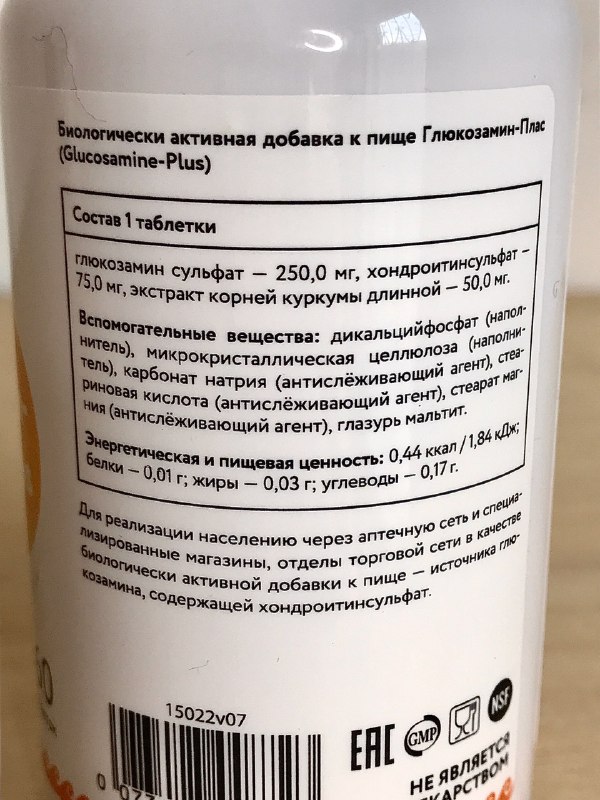 Биологически активная добавка к пище Глюкозамин-Плас
(Glucosamine-Plus)
Состав 1 таблетки
глюкозамин сульфат — 250,0 мг, хондроитинсульфат –
75,0 мг, экстракт корней куркумы длинной — 50,0 мг.
Вспомогательные вещества: дикальцийфосфат (напол-
нитель), микрокристаллическая целлюлоза (наполни-
тель), карбонат натрия (антислёживающий агент), стеа-
риновая кислота (антислёживающий агент), стеарат маг-
ния (антислёживающий агент), глазурь мальтит.
Энергетическая и пищевая ценность: 0,44 ккал /1,84 кДж;
белки — 0,01 г; жиры — 0,03 г; углеводы — 0,17 г.
Для реализации населению через аптечную сеть и специа-
лизированные магазины, отделы торговой сети в качестве
биологически активной добавки к пище — источника глю-
козамина, содержащей хондроитинсульфат.
15022v07
EAC GMP NSF
НЕ ЯВЛЯЕТСЯ
ЛЕКАРСТВОМ